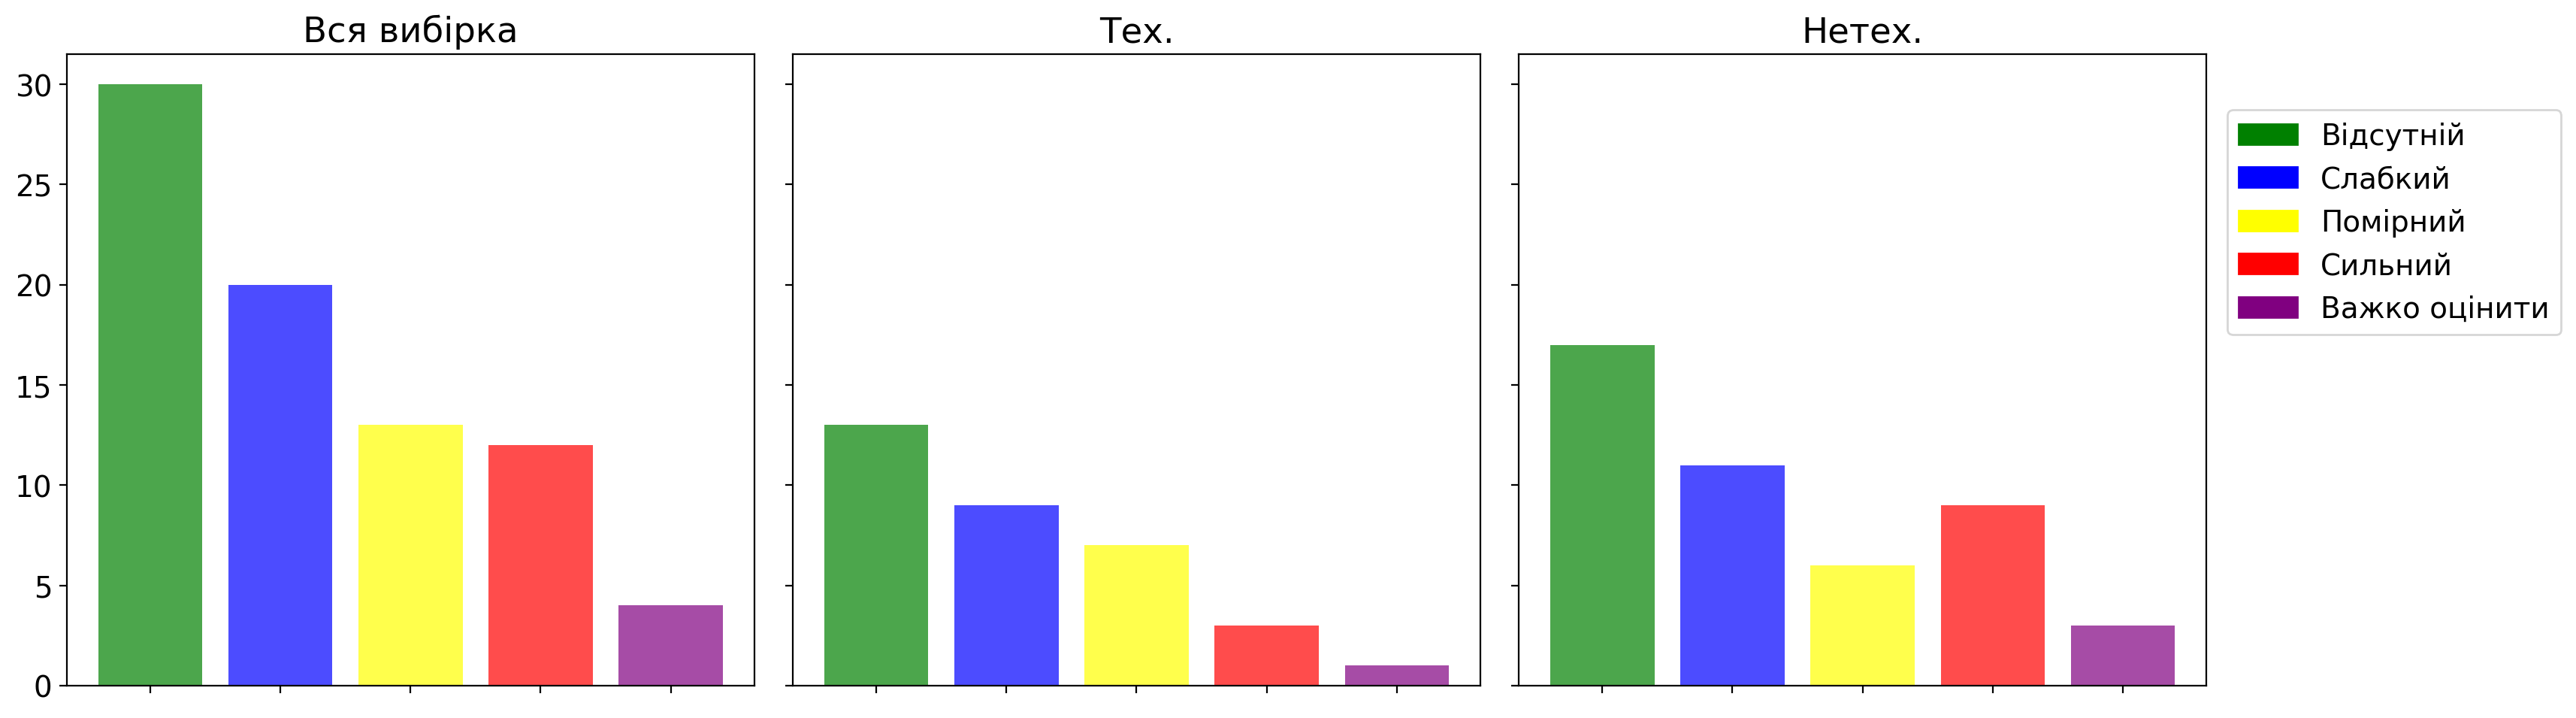 Вся вибірка
Тех.
Нетех.
30
25
20
15
10
5
0
Відсутній
Слабкий
Помірний
Сильний
Важко оцінити